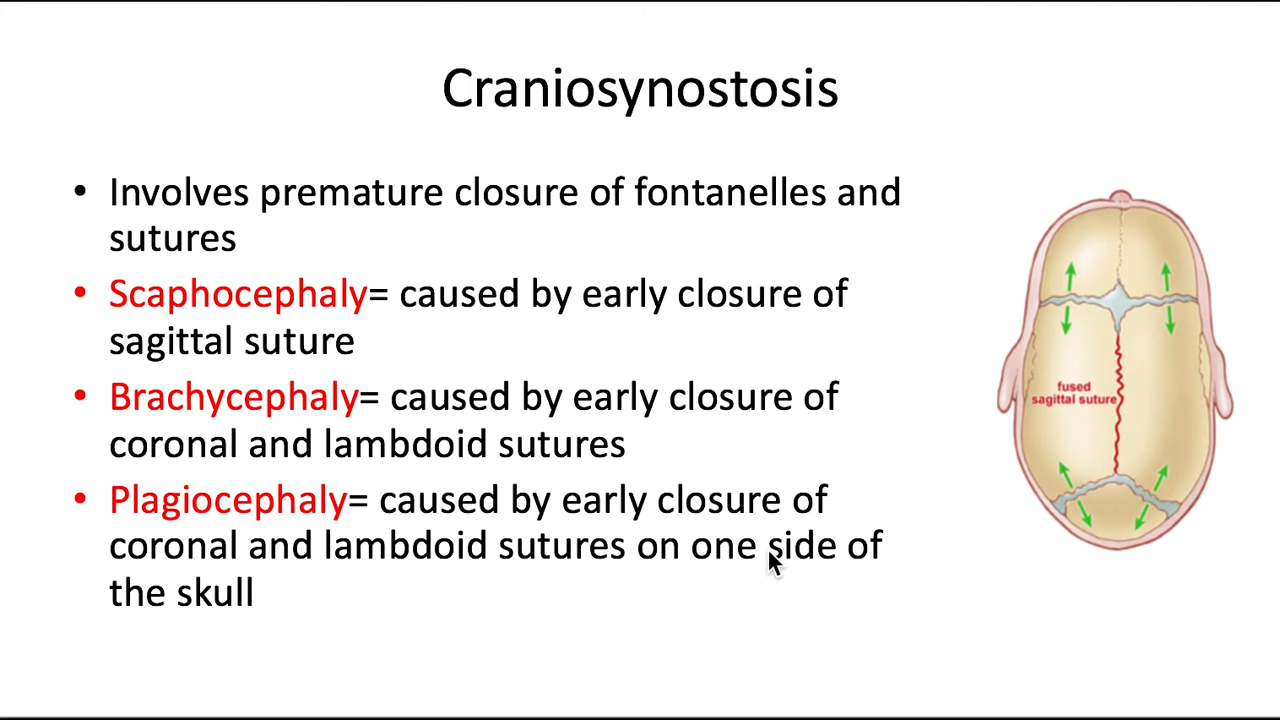 Craniosynostosis
• Involves premature closure of fontanelles and
sutures
• Scaphocephaly= caused by early closure of
sagittal suture
• Brachycephaly= caused by early closure of
coronal and lambdoid sutures
• Plagiocephaly= caused by early closure of
coronal and lambdoid sutures on one side of
the skull
fused
sagittal suture